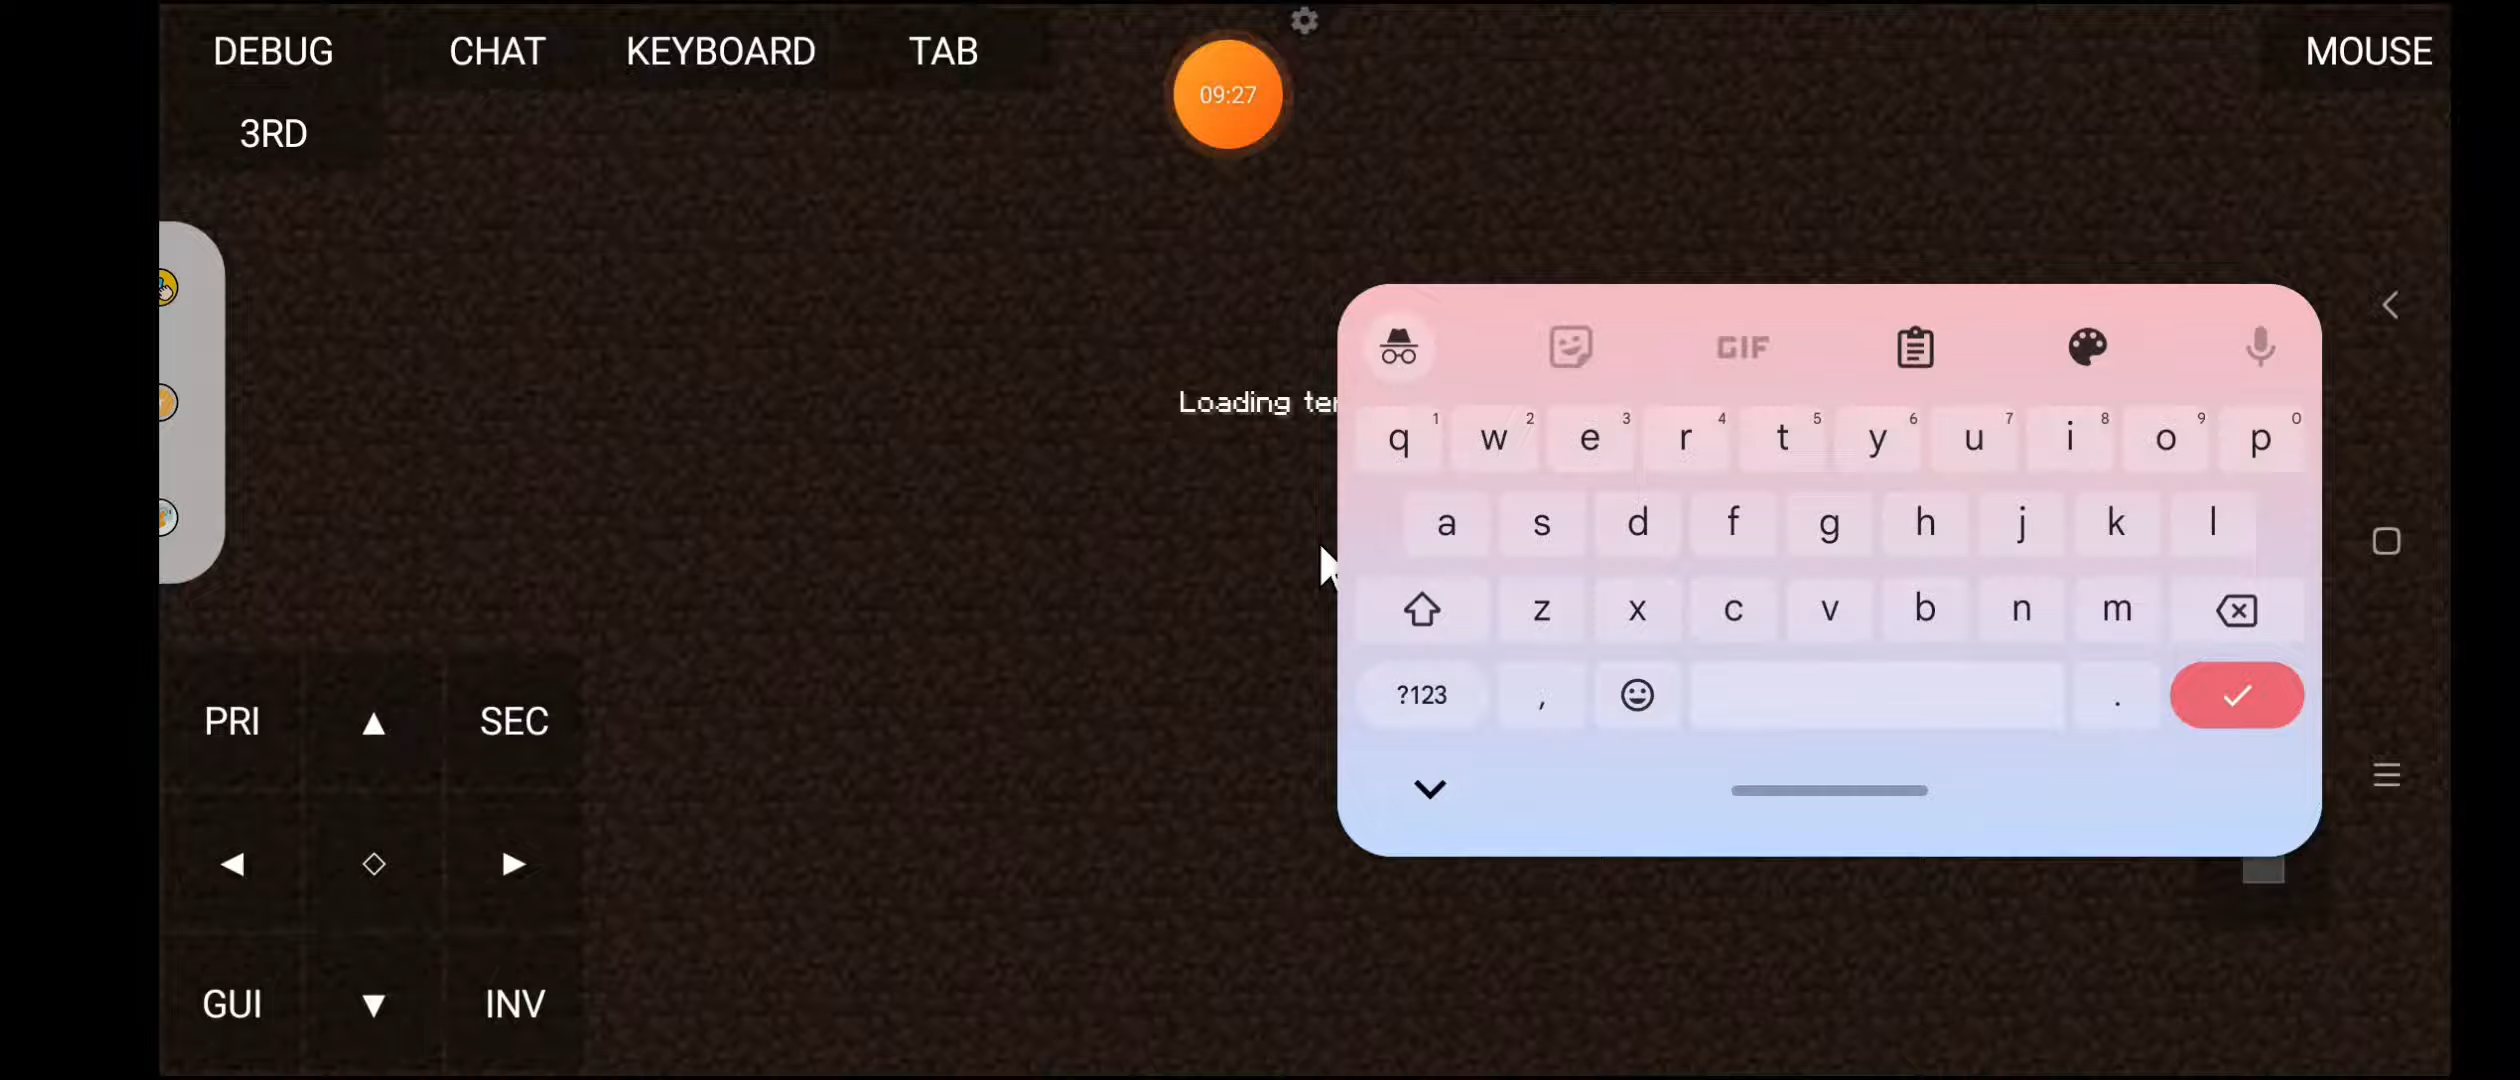 DEBUG CHAT KEYBOARD TAB MOUSE
09:27
3RD
GIF
Loading
q 1 w 2 e 3 r 4 t 5 y 6 u 7 i 8 o 9 p 0
a s d f g h j k l
z x c v b n m
?123 , .
PRI ▲ SEC
◀ ◇ ▶
GUI ▼ INV